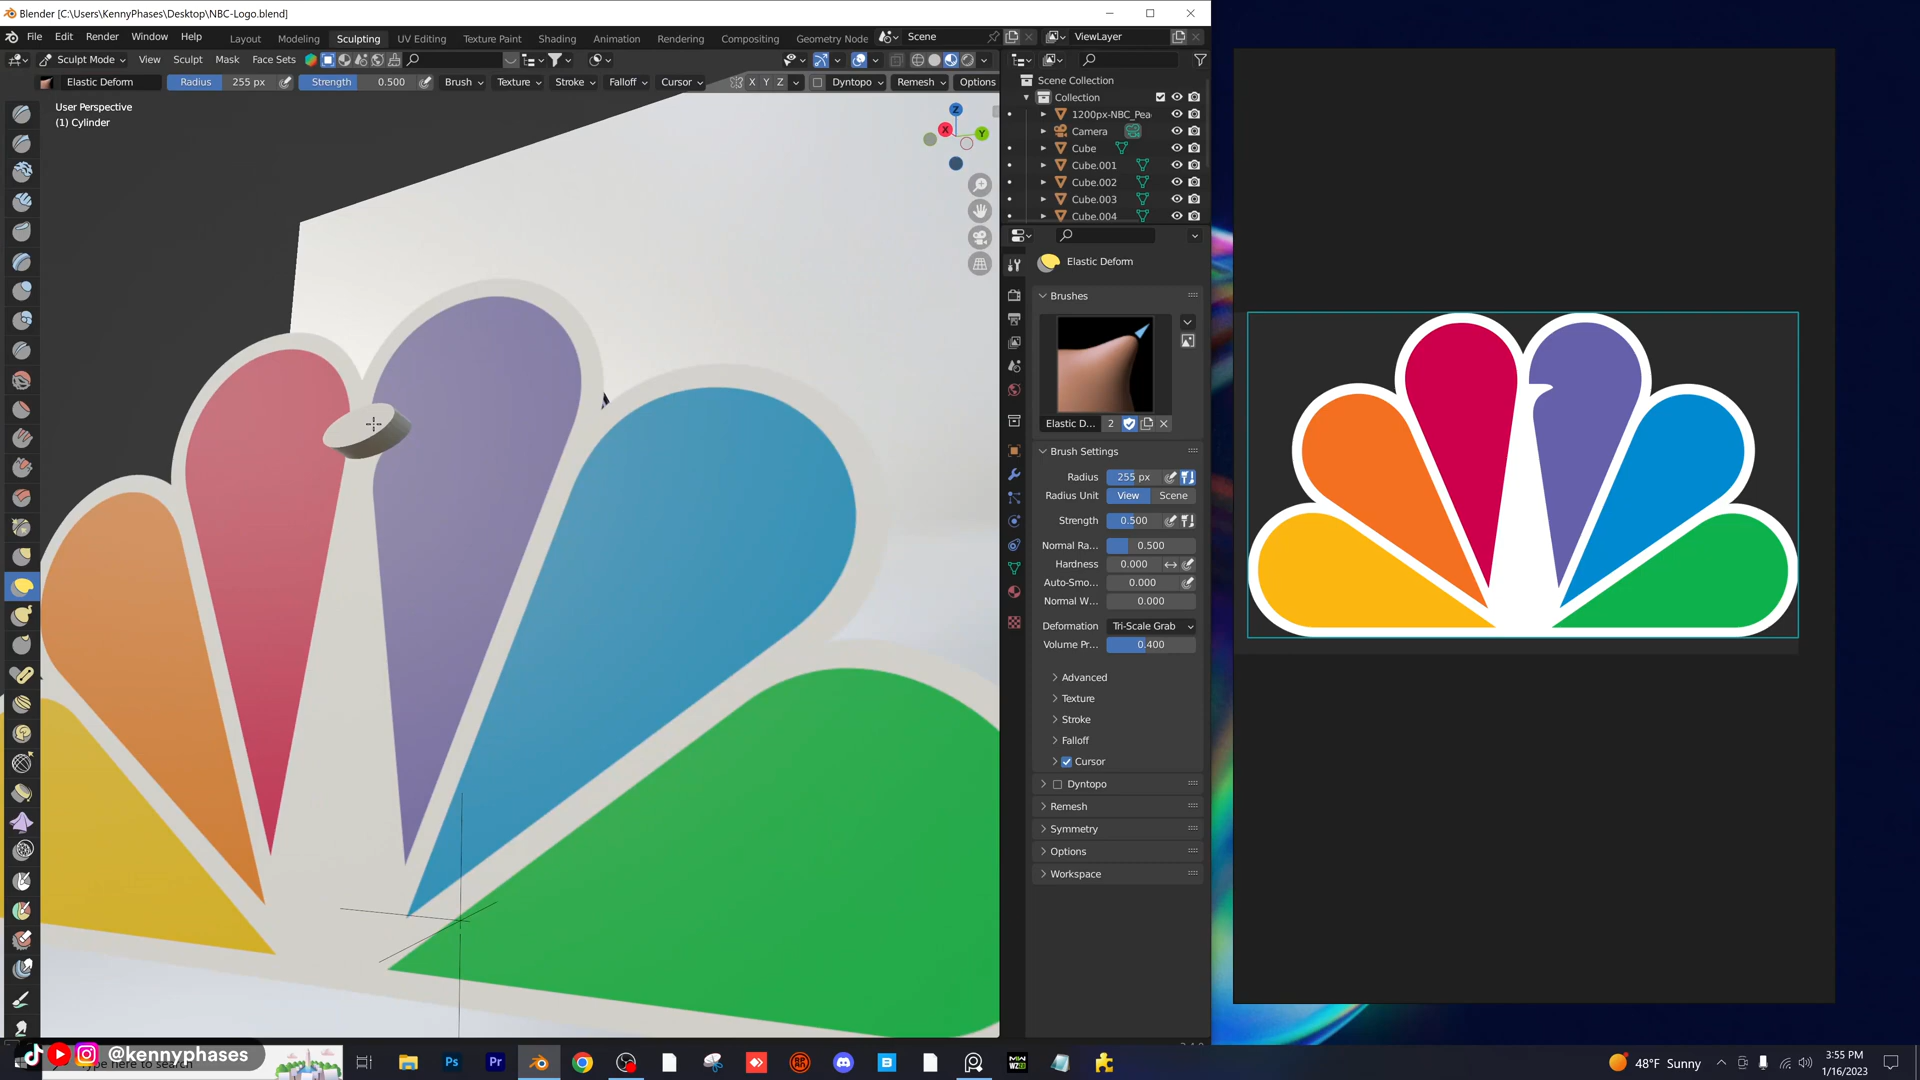 Blender [C:\Users\KennyPhases\Desktop\NBC-Logo.blend]
File Edit Render Window Help Layout Modeling Sculpting UV Editing Texture Paint Shading Animation Rendering Compositing Geometry Node Scene ViewLayer
Sculpt Mode View Sculpt Mask Face Sets
Elastic Deform Radius 255 px Strength 0.500 Brush Texture Stroke Falloff Cursor X Y Z Dyntopo Remesh Options
User Perspective
(1) Cylinder
Z
X
Y
Scene Collection
Collection
1200px-NBC_Pea
Camera
Cube
Cube.001
Cube.002
Cube.003
Cube.004
Elastic Deform
Brushes
Elastic D... 2
Brush Settings
Radius 255 px
Radius Unit View Scene
Strength 0.500
Normal Ra... 0.500
Hardness 0.000
Auto-Smo... 0.000
Normal W... 0.000
Deformation Tri-Scale Grab
Volume Pr... 0.400
Advanced
Texture
Stroke
Falloff
Cursor
Dyntopo
Remesh
Symmetry
Options
Workspace
@kennyphases
Type here to search
Ps
Pr
48°F Sunny
3:55 PM
1/16/2023